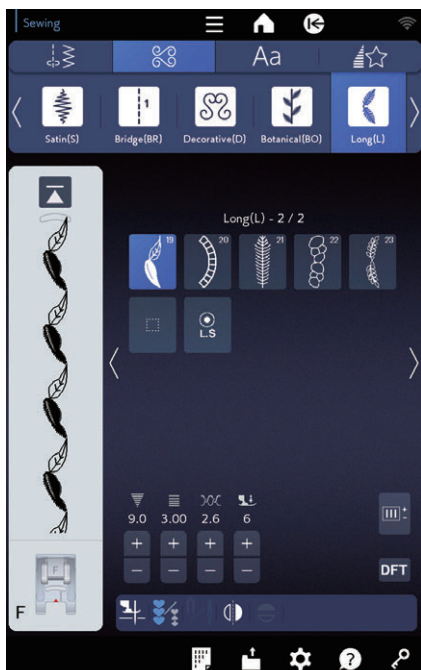 Sewing
Aa
1
Satin(S) Bridge(BR) Decorative(D) Botanical(BO) Long(L)
Long(L) - 2 / 2
19 20 21 22 23
L.S
9.0 3.00 2.6 6
+ + + +
− − − −
DFT
F
F
?